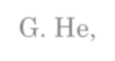 G. He,